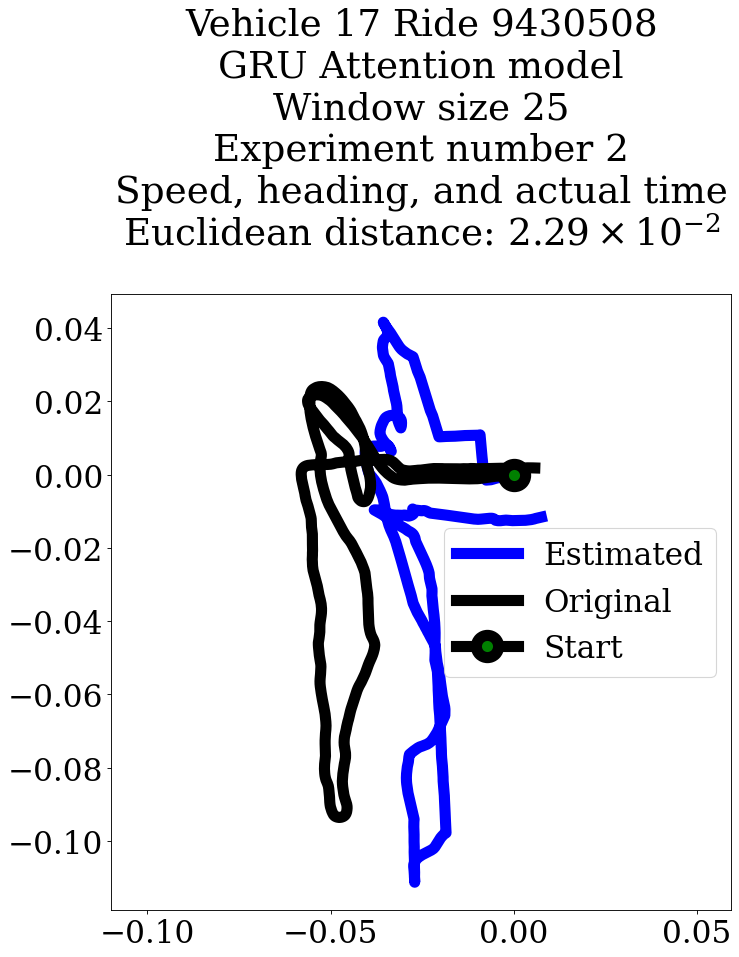 Vehicle 17 Ride 9430508
GRU Attention model
Window size 25
Experiment number 2
Speed, heading, and actual time
Euclidean distance: 2.29 × 10⁻²
0.04
0.02
0.00
−0.02
−0.04
−0.06
−0.08
−0.10
Estimated
Original
Start
−0.10
−0.05
0.00
0.05